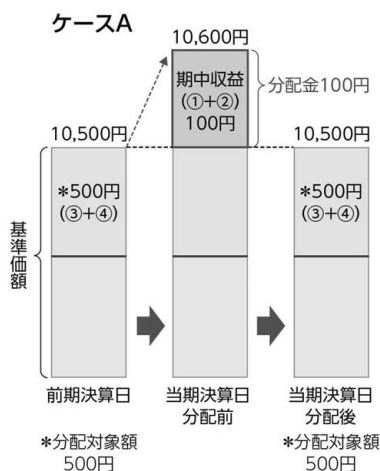 ケースA
10,600円
期中収益
(①+②)
100円
分配金100円
10,500円
10,500円
*500円
(③+④)
*500円
(③+④)
基準価額
前期決算日
当期決算日
分配前
当期決算日
分配後
*分配対象額
500円
*分配対象額
500円